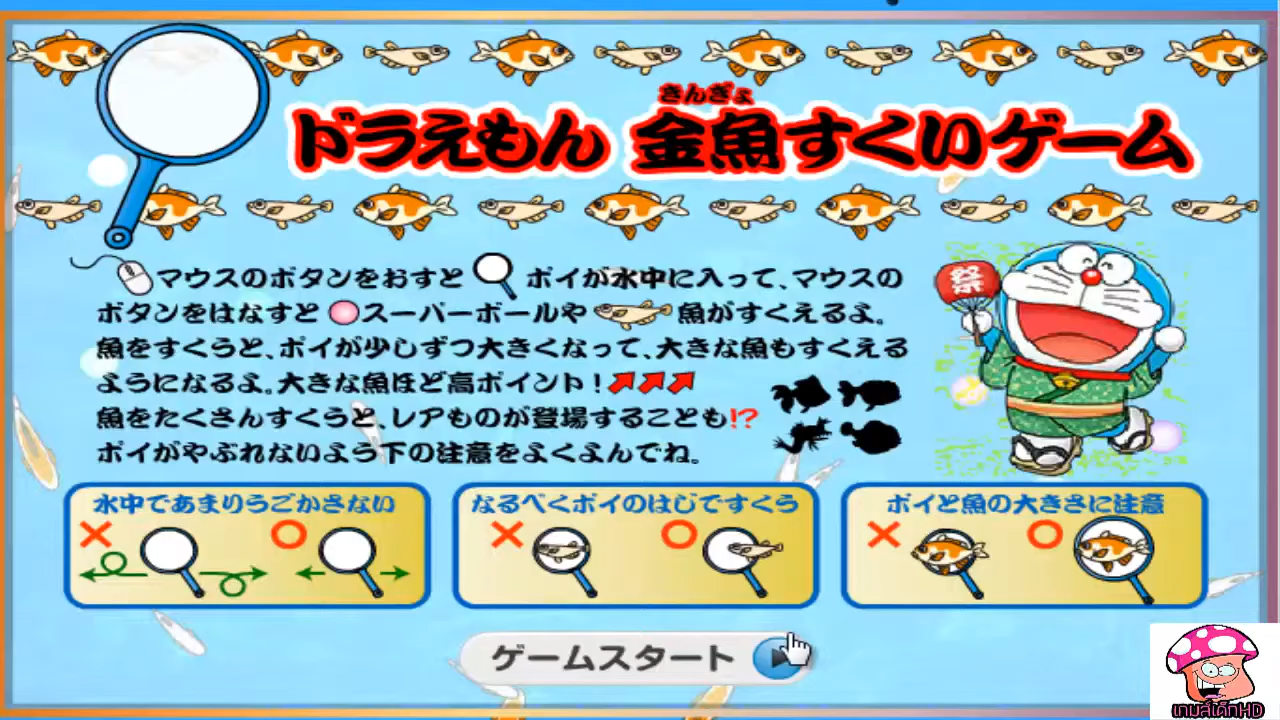 きんぎょ
ドラえもん 金魚すくいゲーム
マウスのボタンをおすと ポイが水中に入って、マウスの
ボタンをはなすと スーパーボールや 魚がすくえるよ。
魚をすくうと、ポイが少しずつ大きくなって、大きな魚もすくえる
ようになるよ。大きな魚ほど高ポイント!
魚をたくさんすくうと、レアものが登場することも!?
ポイがやぶれないよう下の注意をよくよんでね。
祭
水中であまりうごかさない
なるべくポイのはじですくう
ポイと魚の大きさに注意
ゲームスタート
เกมส์เด็กHD